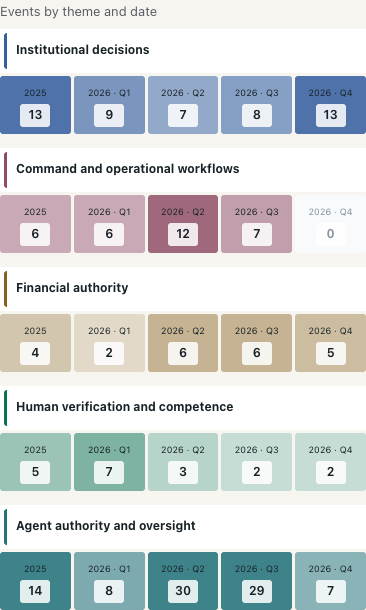 Events by theme and date
Institutional decisions
2025 2026 · Q1 2026 · Q2 2026 · Q3 2026 · Q4
13 9 7 8 13
Command and operational workflows
2025 2026 · Q1 2026 · Q2 2026 · Q3 2026 · Q4
6 6 12 7 0
Financial authority
2025 2026 · Q1 2026 · Q2 2026 · Q3 2026 · Q4
4 2 6 6 5
Human verification and competence
2025 2026 · Q1 2026 · Q2 2026 · Q3 2026 · Q4
5 7 3 2 2
Agent authority and oversight
2025 2026 · Q1 2026 · Q2 2026 · Q3 2026 · Q4
14 8 30 29 7